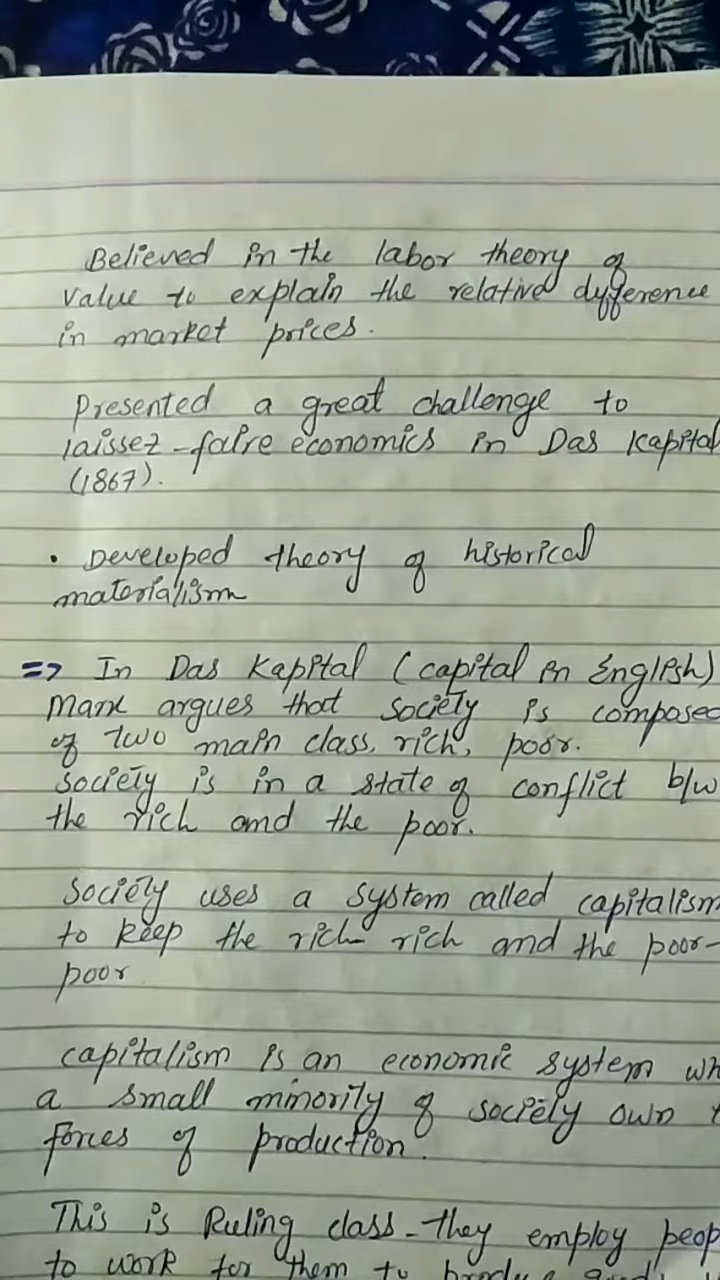 Believed in the labor theory of
value to explain the relative difference
in market prices.
Presented a great challenge to
laissez-faire economics in Das Kapital
(1867).
• Developed theory of historical
materialism
=> In Das Kapital (capital in English)
Marx argues that society is composed
of two main class, rich, poor.
society is in a state of conflict b/w
the rich and the poor.
Society uses a system called capitalism
to keep the rich rich and the poor-
poor
capitalism is an economic system wh
a small minority of society own t
forces of production.
This is Ruling class - they employ peop
to work for them to